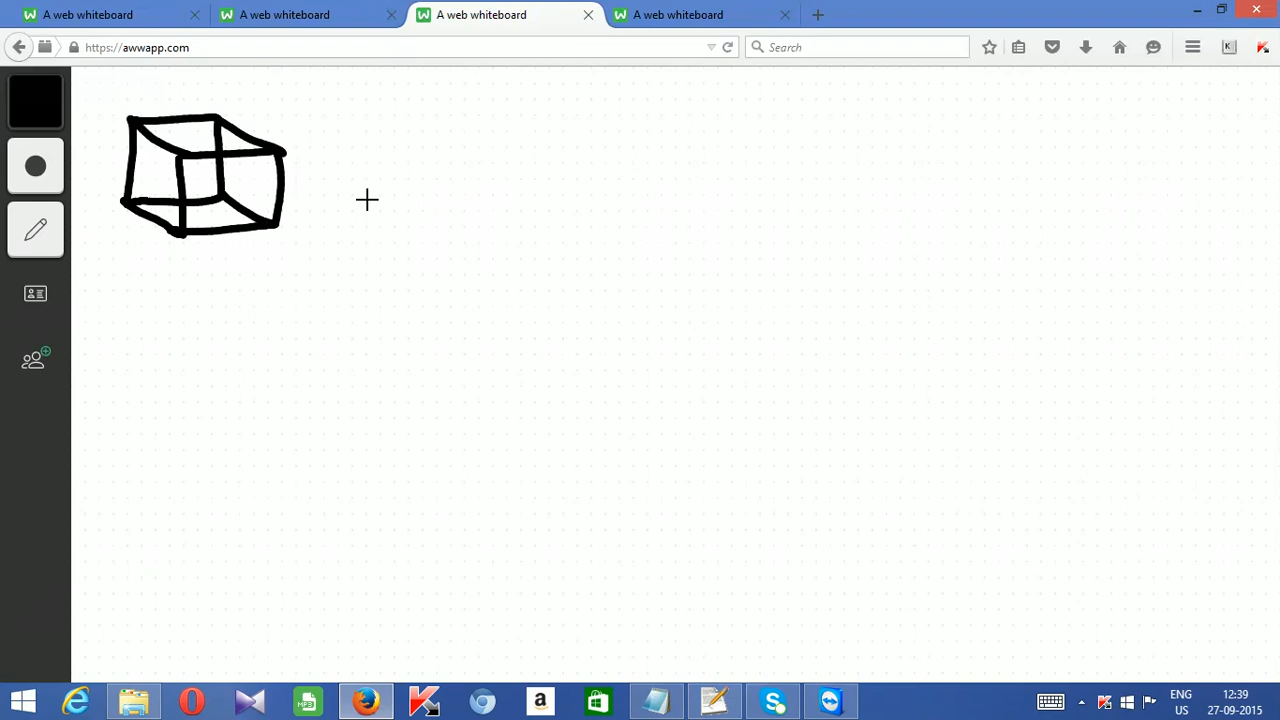 A web whiteboard
A web whiteboard
A web whiteboard
A web whiteboard
https://awwapp.com
Search
K
MP3
a
ENG
US
12:39
27-09-2015